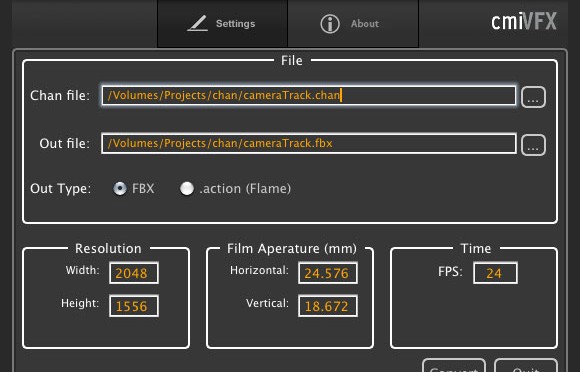 Settings
About
cmiVFX
File
Chan file: /Volumes/Projects/chan/cameraTrack.chan ...
Out file: /Volumes/Projects/chan/cameraTrack.fbx ...
Out Type: FBX .action (Flame)
Resolution
Width: 2048
Height: 1556
Film Aperature (mm)
Horizontal: 24.576
Vertical: 18.672
Time
FPS: 24
Convert Quit